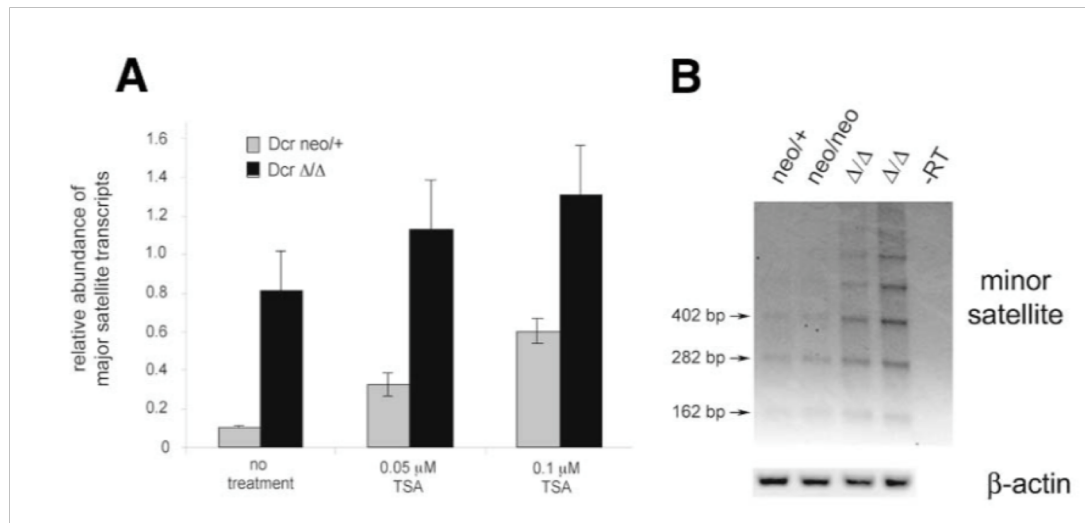 A
relative abundance of
major satellite transcripts
1.6
1.4
1.2
1.0
0.8
0.6
0.4
0.2
0
Dcr neo/+
Dcr Δ/Δ
no
treatment
0.05 μM
TSA
0.1 μM
TSA
B
neo/+
neo/neo
Δ/Δ
Δ/Δ
-RT
402 bp
282 bp
162 bp
minor
satellite
β-actin